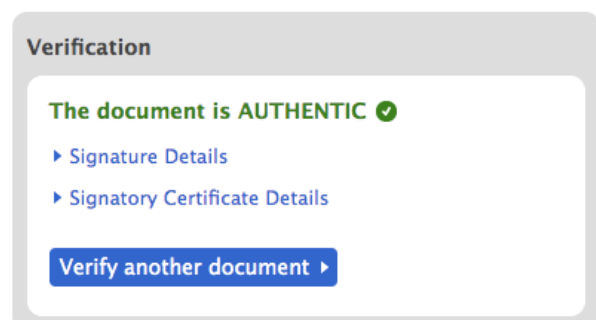 Verification
The document is AUTHENTIC
Signature Details
Signatory Certificate Details
Verify another document